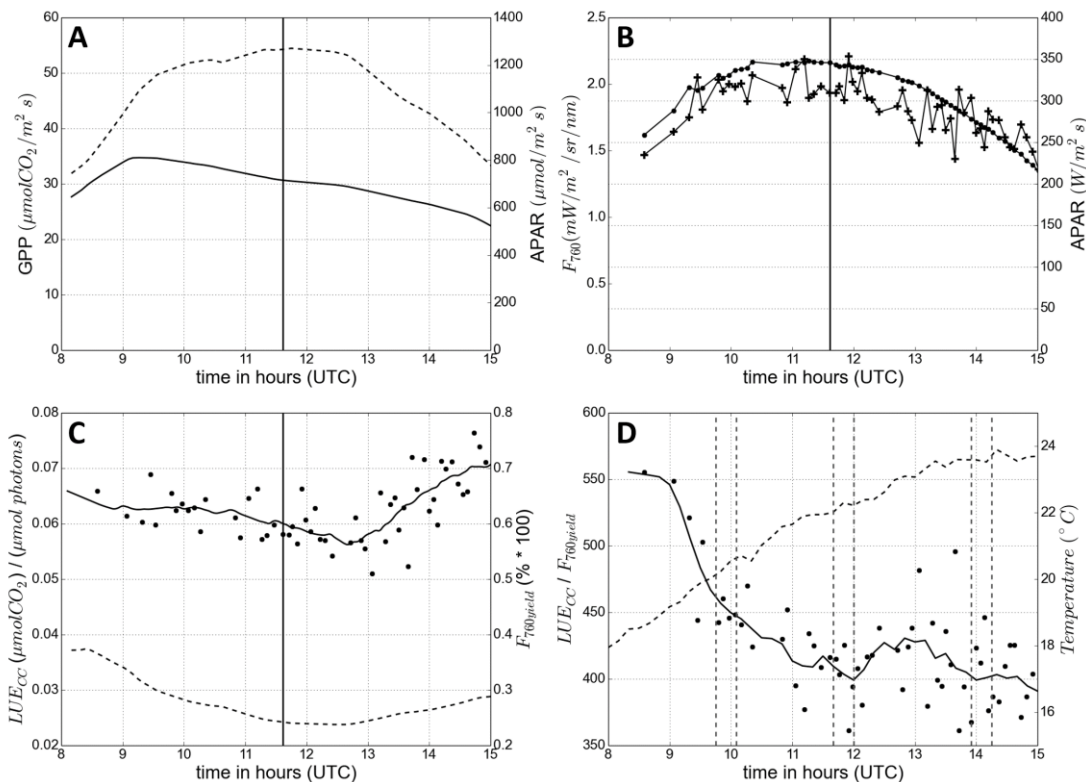 A
60
50
40
30
20
10
0
GPP (μmolCO₂/m² s)
1400
1200
1000
800
600
400
200
0
APAR (μmol/m² s)
8 9 10 11 12 13 14 15
time in hours (UTC)
B
2.5
2.0
1.5
1.0
0.5
0.0
F₇₆₀(mW/m²/sr/nm)
400
350
300
250
200
150
100
50
0
APAR (W/m² s)
8 9 10 11 12 13 14 15
time in hours (UTC)
C
0.08
0.07
0.06
0.05
0.04
0.03
0.02
LUE_CC (μmolCO₂) / (μmol photons)
0.8
0.7
0.6
0.5
0.4
0.3
0.2
F₇₆₀yield (% * 100)
8 9 10 11 12 13 14 15
time in hours (UTC)
D
600
550
500
450
400
350
LUE_CC / F₇₆₀yield
24
22
20
18
16
Temperature (°C)
8 9 10 11 12 13 14 15
time in hours (UTC)